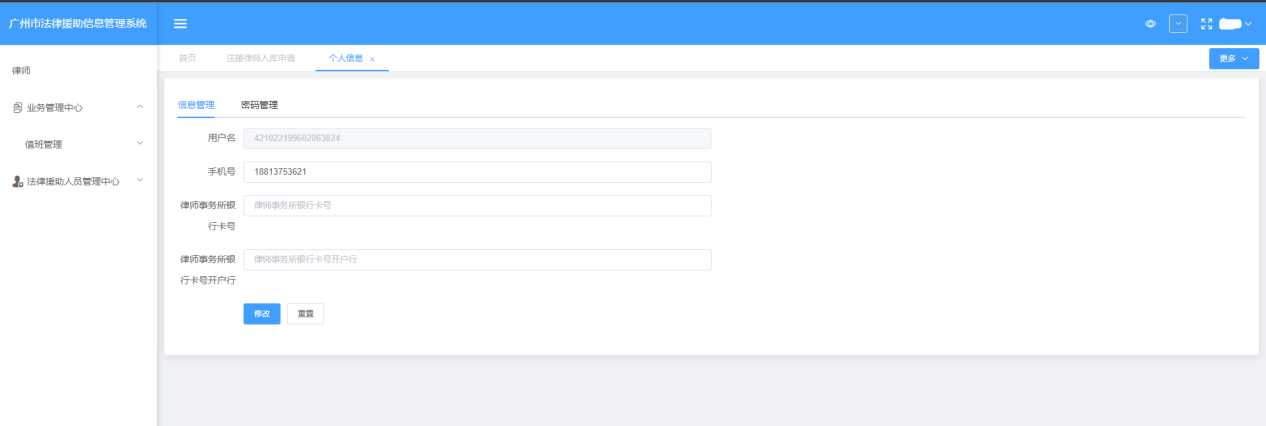 广州市法律援助信息管理系统
首页 法援律师入库申请 个人信息 ×
更多
律师
业务管理中心
值班管理
法律援助人员管理中心
信息管理 密码管理
用户名 421022199602063024
手机号 18813753621
律师事务所银行卡号 律师事务所银行卡号
律师事务所银行卡号开户行 律师事务所银行卡号开户行
修改 重置